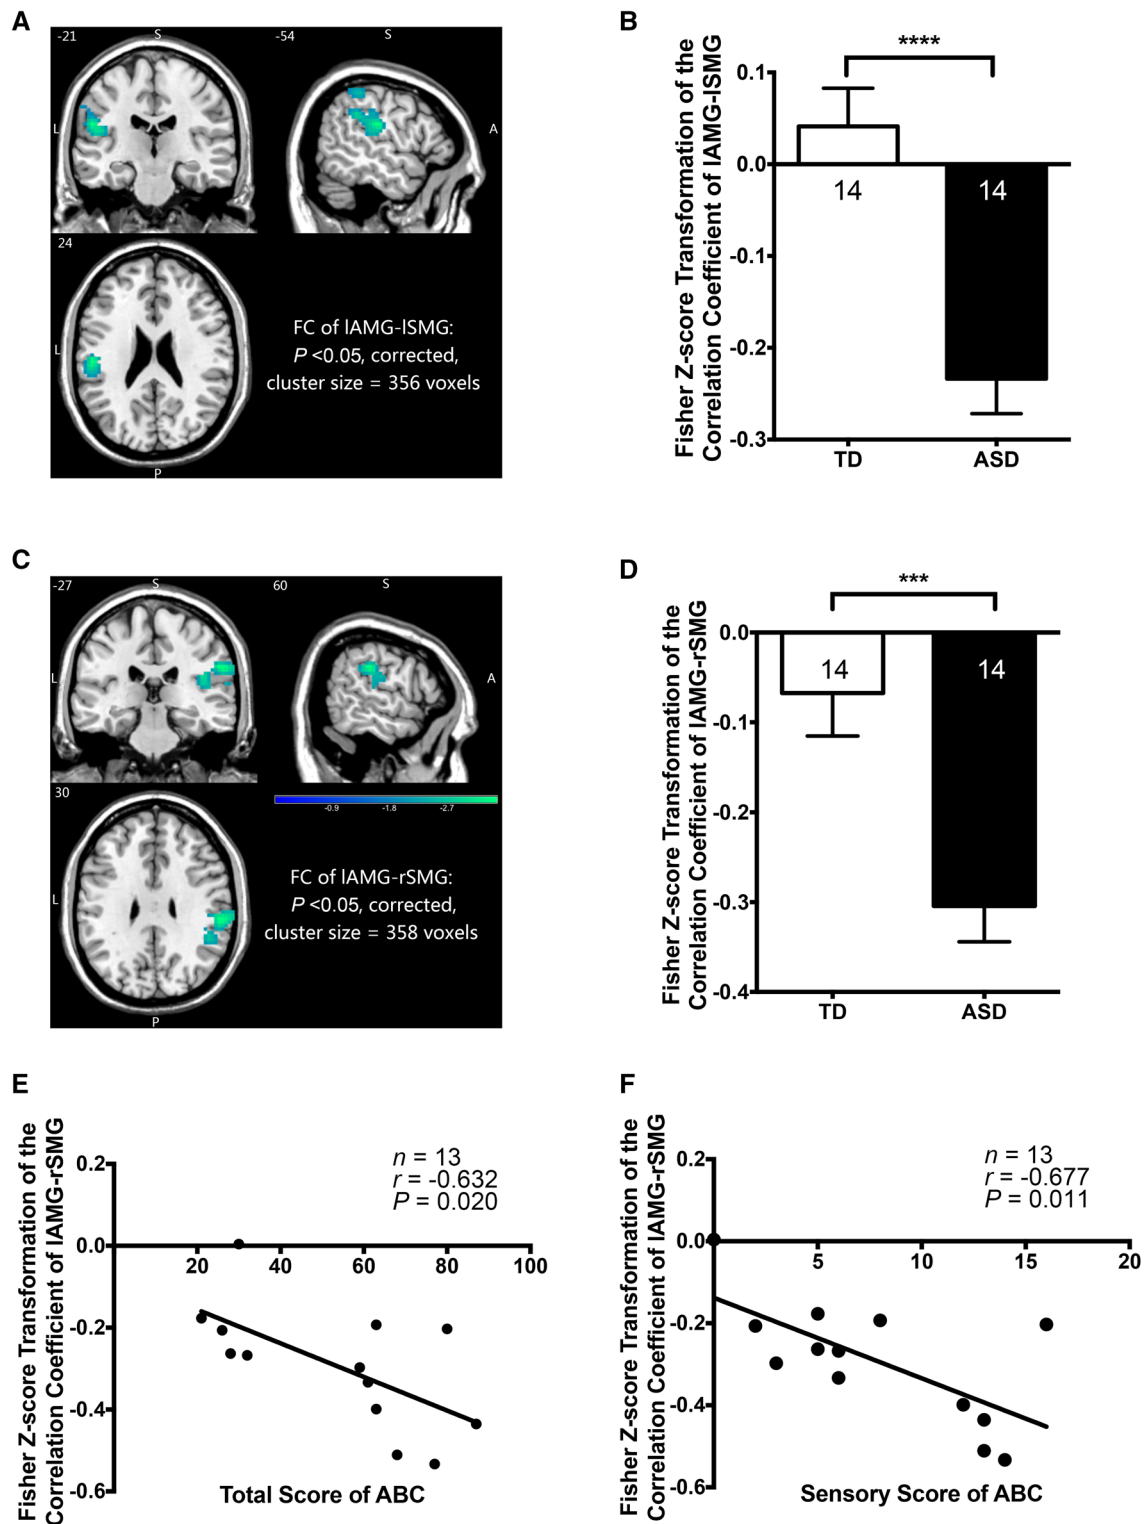 A
-21
S
-54
S
L
A
24
L
P
FC of lAMG-lSMG:
P <0.05, corrected,
cluster size = 356 voxels
B
Fisher Z-score Transformation of the
Correlation Coefficient of lAMG-lSMG
****
0.1
0.0
-0.1
-0.2
-0.3
14
14
TD
ASD
C
-27
S
60
S
L
A
-0.9
-1.8
-2.7
30
L
P
FC of lAMG-rSMG:
P <0.05, corrected,
cluster size = 358 voxels
D
Fisher Z-score Transformation of the
Correlation Coefficient of lAMG-rSMG
***
0.0
-0.1
-0.2
-0.3
-0.4
14
14
TD
ASD
E
Fisher Z-score Transformation of the
Correlation Coefficient of lAMG-rSMG
n = 13
r = -0.632
P = 0.020
0.2
0.0
-0.2
-0.4
-0.6
20
40
60
80
100
Total Score of ABC
F
Fisher Z-score Transformation of the
Correlation Coefficient of lAMG-rSMG
n = 13
r = -0.677
P = 0.011
0.2
0.0
-0.2
-0.4
-0.6
5
10
15
20
Sensory Score of ABC